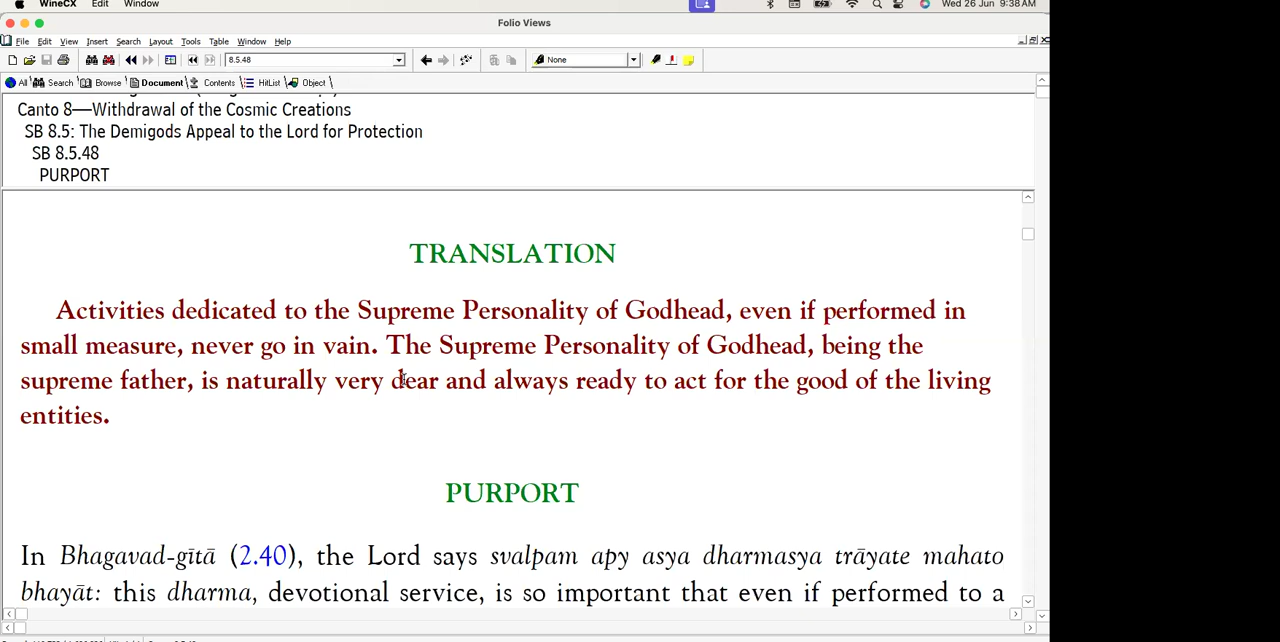 WineCX Edit Window Wed 26 Jun 9:38 AM
Folio Views
File Edit View Insert Search Layout Tools Table Window Help
8.5.48 None
All Search Browse Document Contents HitList Object
Canto 8—Withdrawal of the Cosmic Creations
SB 8.5: The Demigods Appeal to the Lord for Protection
SB 8.5.48
PURPORT
TRANSLATION
Activities dedicated to the Supreme Personality of Godhead, even if performed in
small measure, never go in vain. The Supreme Personality of Godhead, being the
supreme father, is naturally very dear and always ready to act for the good of the living
entities.
PURPORT
In Bhagavad-gītā (2.40), the Lord says svalpam apy asya dharmasya trāyate mahato
bhayāt: this dharma, devotional service, is so important that even if performed to a